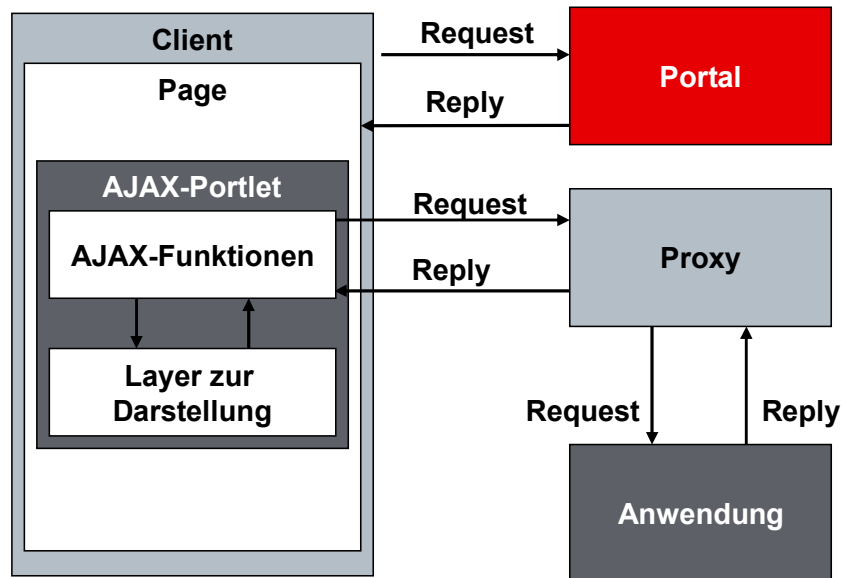 Client
Page
AJAX-Portlet
AJAX-Funktionen
Layer zur
Darstellung
Request
Reply
Portal
Request
Reply
Proxy
Request
Reply
Anwendung